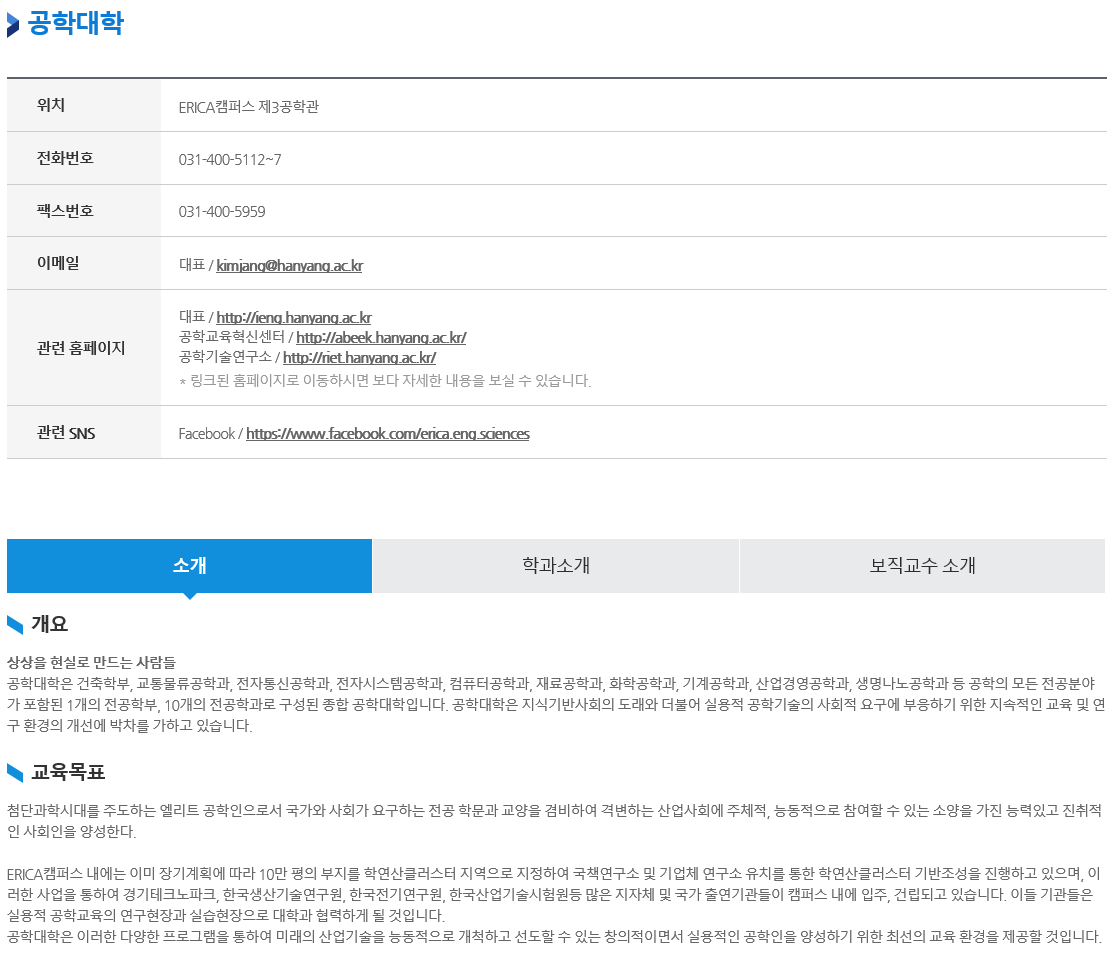 공학대학
위치
ERICA캠퍼스 제3공학관
전화번호
031-400-5112~7
팩스번호
031-400-5959
이메일
대표 / kimjang@hanyang.ac.kr
관련 홈페이지
대표 / http://ieng.hanyang.ac.kr
공학교육혁신센터 / http://abeek.hanyang.ac.kr/
공학기술연구소 / http://riet.hanyang.ac.kr/
* 링크된 홈페이지로 이동하시면 보다 자세한 내용을 보실 수 있습니다.
관련 SNS
Facebook / https://www.facebook.com/erica.eng.sciences
소개
학과소개
보직교수 소개
개요
상상을 현실로 만드는 사람들
공학대학은 건축학부, 교통물류공학과, 전자통신공학과, 전자시스템공학과, 컴퓨터공학과, 재료공학과, 화학공학과, 기계공학과, 산업경영공학과, 생명나노공학과 등 공학의 모든 전공분야
가 포함된 1개의 전공학부, 10개의 전공학과로 구성된 종합 공학대학입니다. 공학대학은 지식기반사회의 도래와 더불어 실용적 공학기술의 사회적 요구에 부응하기 위한 지속적인 교육 및 연
구 환경의 개선에 박차를 가하고 있습니다.
교육목표
첨단과학시대를 주도하는 엘리트 공학인으로서 국가와 사회가 요구하는 전공 학문과 교양을 겸비하여 격변하는 산업사회에 주체적, 능동적으로 참여할 수 있는 소양을 가진 능력있고 진취적
인 사회인을 양성한다.
ERICA캠퍼스 내에는 이미 장기계획에 따라 10만 평의 부지를 학연산클러스터 지역으로 지정하여 국책연구소 및 기업체 연구소 유치를 통한 학연산클러스터 기반조성을 진행하고 있으며, 이
러한 사업을 통하여 경기테크노파크, 한국생산기술연구원, 한국전기연구원, 한국산업기술시험원등 많은 지자체 및 국가 출연기관들이 캠퍼스 내에 입주, 건립되고 있습니다. 이들 기관들은
실용적 공학교육의 연구현장과 실습현장으로 대학과 협력하게 될 것입니다.
공학대학은 이러한 다양한 프로그램을 통하여 미래의 산업기술을 능동적으로 개척하고 선도할 수 있는 창의적이면서 실용적인 공학인을 양성하기 위한 최선의 교육 환경을 제공할 것입니다.